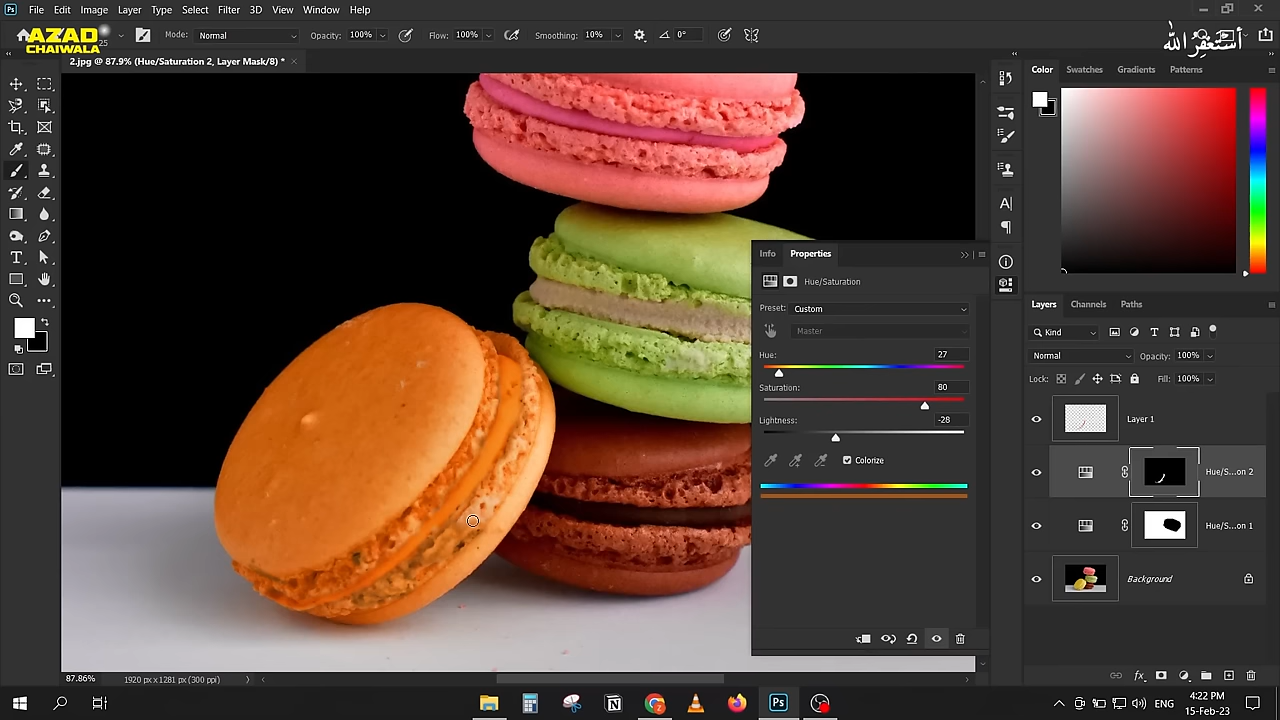 Ps File Edit Image Layer Type Select Filter 3D View Window Help
AZAD
CHAIWALA
25 Mode: Normal Opacity: 100% Flow: 100% Smoothing: 10% 0°
أستغفر الله
2.jpg @ 87.9% (Hue/Saturation 2, Layer Mask/8) *
Color Swatches Gradients Patterns
Info Properties
Hue/Saturation
Preset: Custom
Master
Hue: 27
Saturation: 80
Lightness: -28
Colorize
Layers Channels Paths
Kind
Normal Opacity: 100%
Lock: Fill: 100%
Layer 1
Hue/S...on 2
Hue/S...on 1
Background
87.86% 1920 px x 1281 px (300 ppi)
ENG
4:22 PM
15-Feb-23